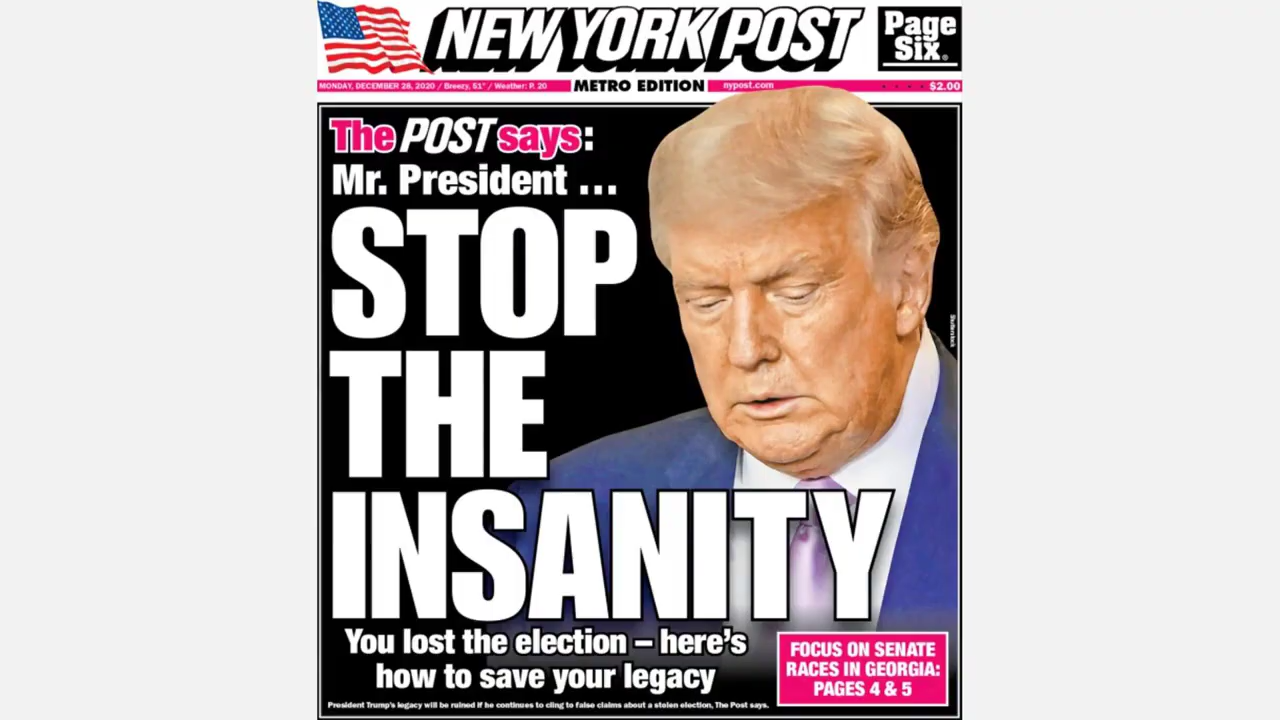 NEW YORK POST
Page
Six®
MONDAY, DECEMBER 28, 2020 / Breezy, 51° / Weather: P. 20
METRO EDITION
nypost.com
$2.00
The POST says:
Mr. President ...
STOP
THE
INSANITY
You lost the election – here's
how to save your legacy
FOCUS ON SENATE
RACES IN GEORGIA:
PAGES 4 & 5
President Trump's legacy will be ruined if he continues to cling to false claims about a stolen election, The Post says.
Shutterstock